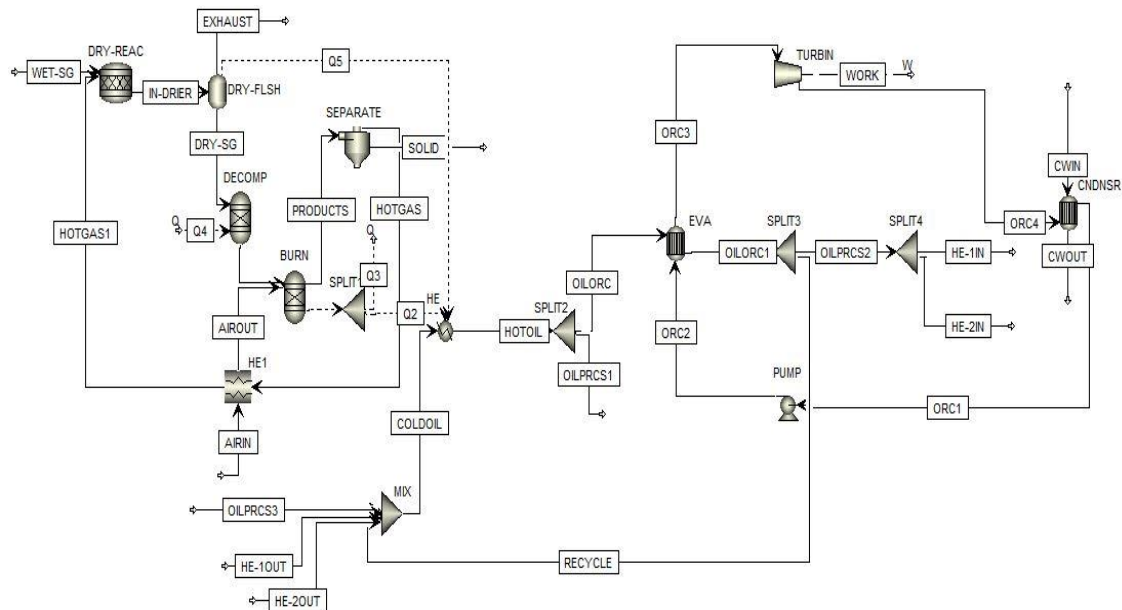 EXHAUST
DRY-REAC
WET-SG
Q5
TURBIN
W
WORK
IN-DRIER
DRY-FLSH
SEPARATE
ORC3
DRY-SG
SOLID
CWIN
DECOMP
CNDNSR
PRODUCTS
HOTGAS
EVA
SPLIT3
SPLIT4
ORC4
Q
Q4
Q
HOTGAS1
OILORC1
OILPRCS2
HE-1IN
CWOUT
BURN
SPLIT
Q3
OILORC
HE
SPLIT2
AIROUT
Q2
HOTOIL
ORC2
HE-2IN
HE1
OILPRCS1
PUMP
COLDOIL
ORC1
AIRIN
MIX
OILPRCS3
RECYCLE
HE-1OUT
HE-2OUT